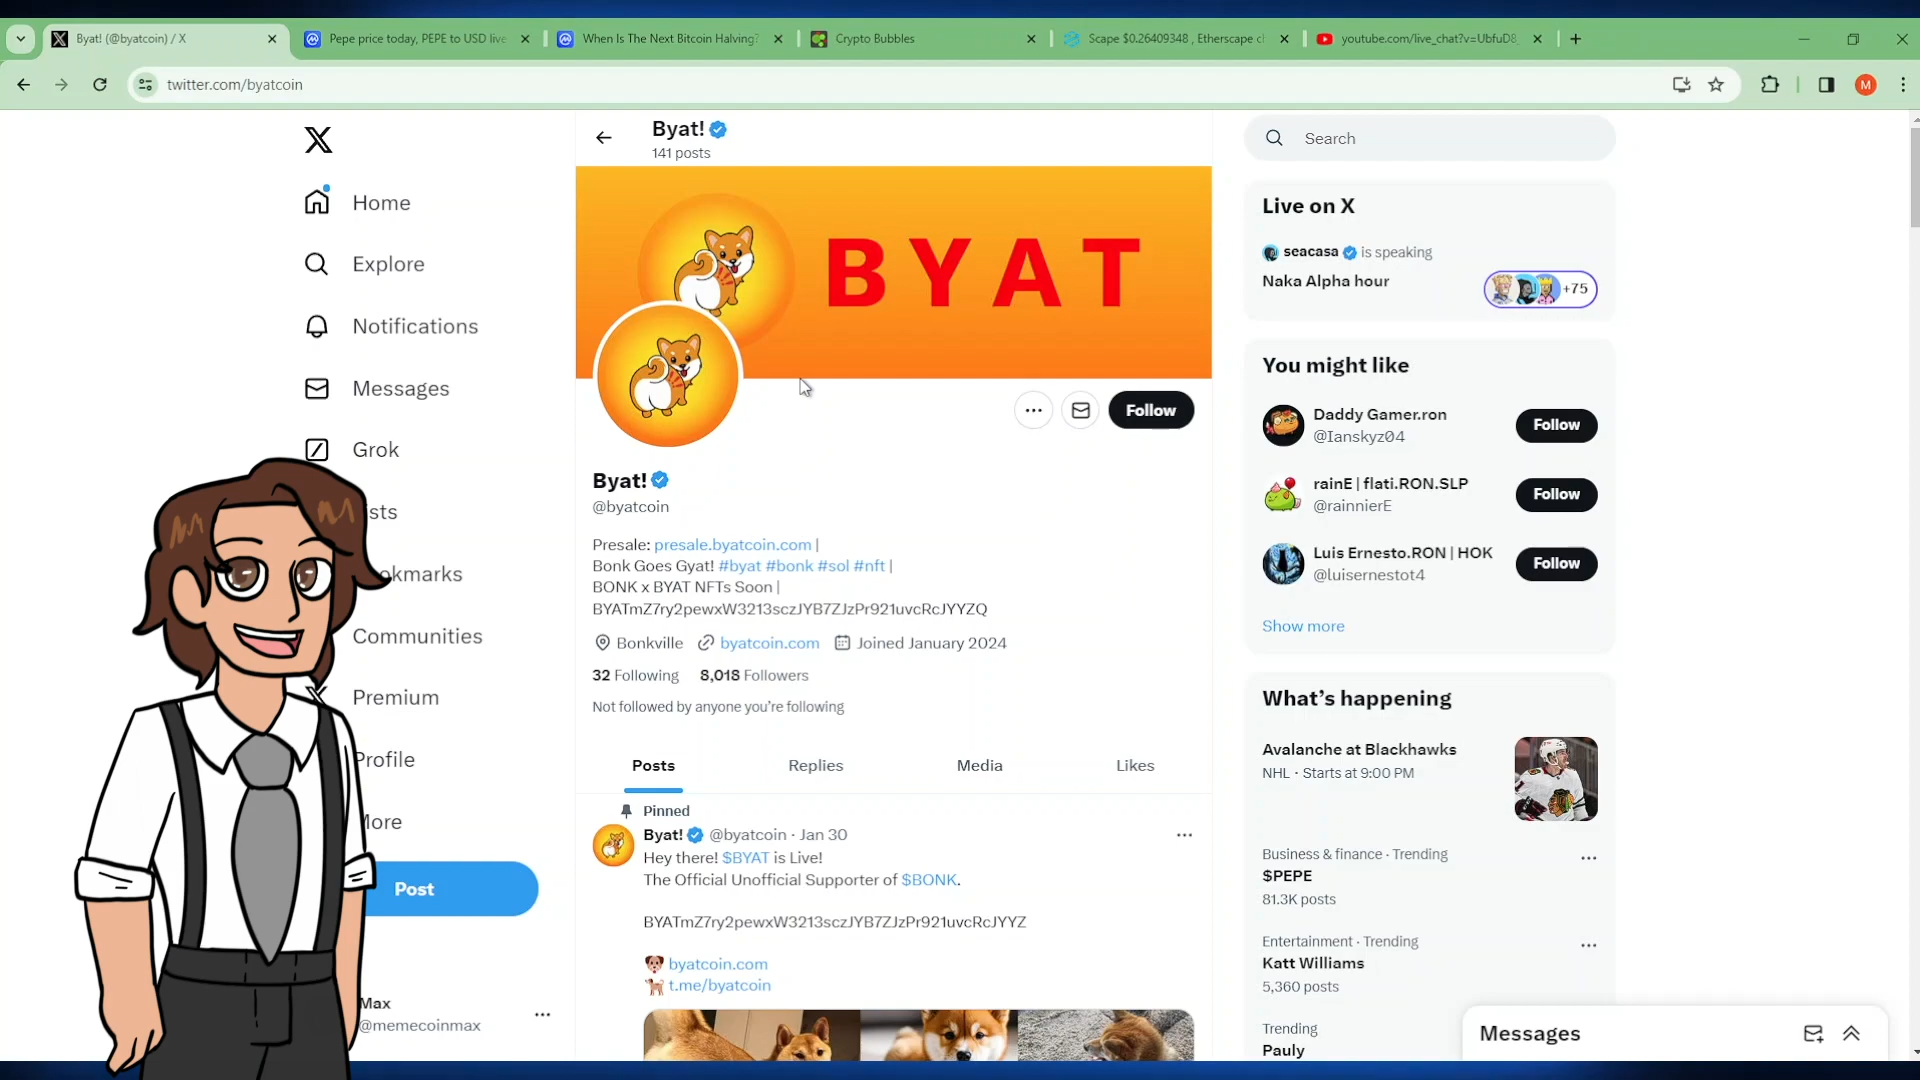 Byat! (@byatcoin) / X
Pepe price today, PEPE to USD live
When Is The Next Bitcoin Halving?
Crypto Bubbles
Scape $0.26409348 , Etherscape cl
youtube.com/live_chat?v=UbfuD8_
twitter.com/byatcoin
M
Home
Explore
Notifications
Messages
Grok
ists
okmarks
Communities
Premium
Profile
More
Post
Max
@memecoinmax
Byat!
141 posts
BYAT
Follow
Byat!
@byatcoin
Presale: presale.byatcoin.com |
Bonk Goes Gyat! #byat #bonk #sol #nft |
BONK x BYAT NFTs Soon |
BYATmZ7ry2pewxW3213sczJYB7ZJzPr921uvcRcJYYZQ
Bonkville byatcoin.com Joined January 2024
32 Following 8,018 Followers
Not followed by anyone you're following
Posts Replies Media Likes
Pinned
Byat! @byatcoin · Jan 30
Hey there! $BYAT is Live!
The Official Unofficial Supporter of $BONK.
BYATmZ7ry2pewxW3213sczJYB7ZJzPr921uvcRcJYYZ
byatcoin.com
t.me/byatcoin
Search
Live on X
seacasa is speaking
Naka Alpha hour
+75
You might like
Daddy Gamer.ron
@Ianskyz04
Follow
rainE | flati.RON.SLP
@rainnierE
Follow
Luis Ernesto.RON | HOK
@luisernestot4
Follow
Show more
What's happening
Avalanche at Blackhawks
NHL · Starts at 9:00 PM
Business & finance · Trending
$PEPE
81.3K posts
Entertainment · Trending
Katt Williams
5,360 posts
Trending
Pauly
Messages